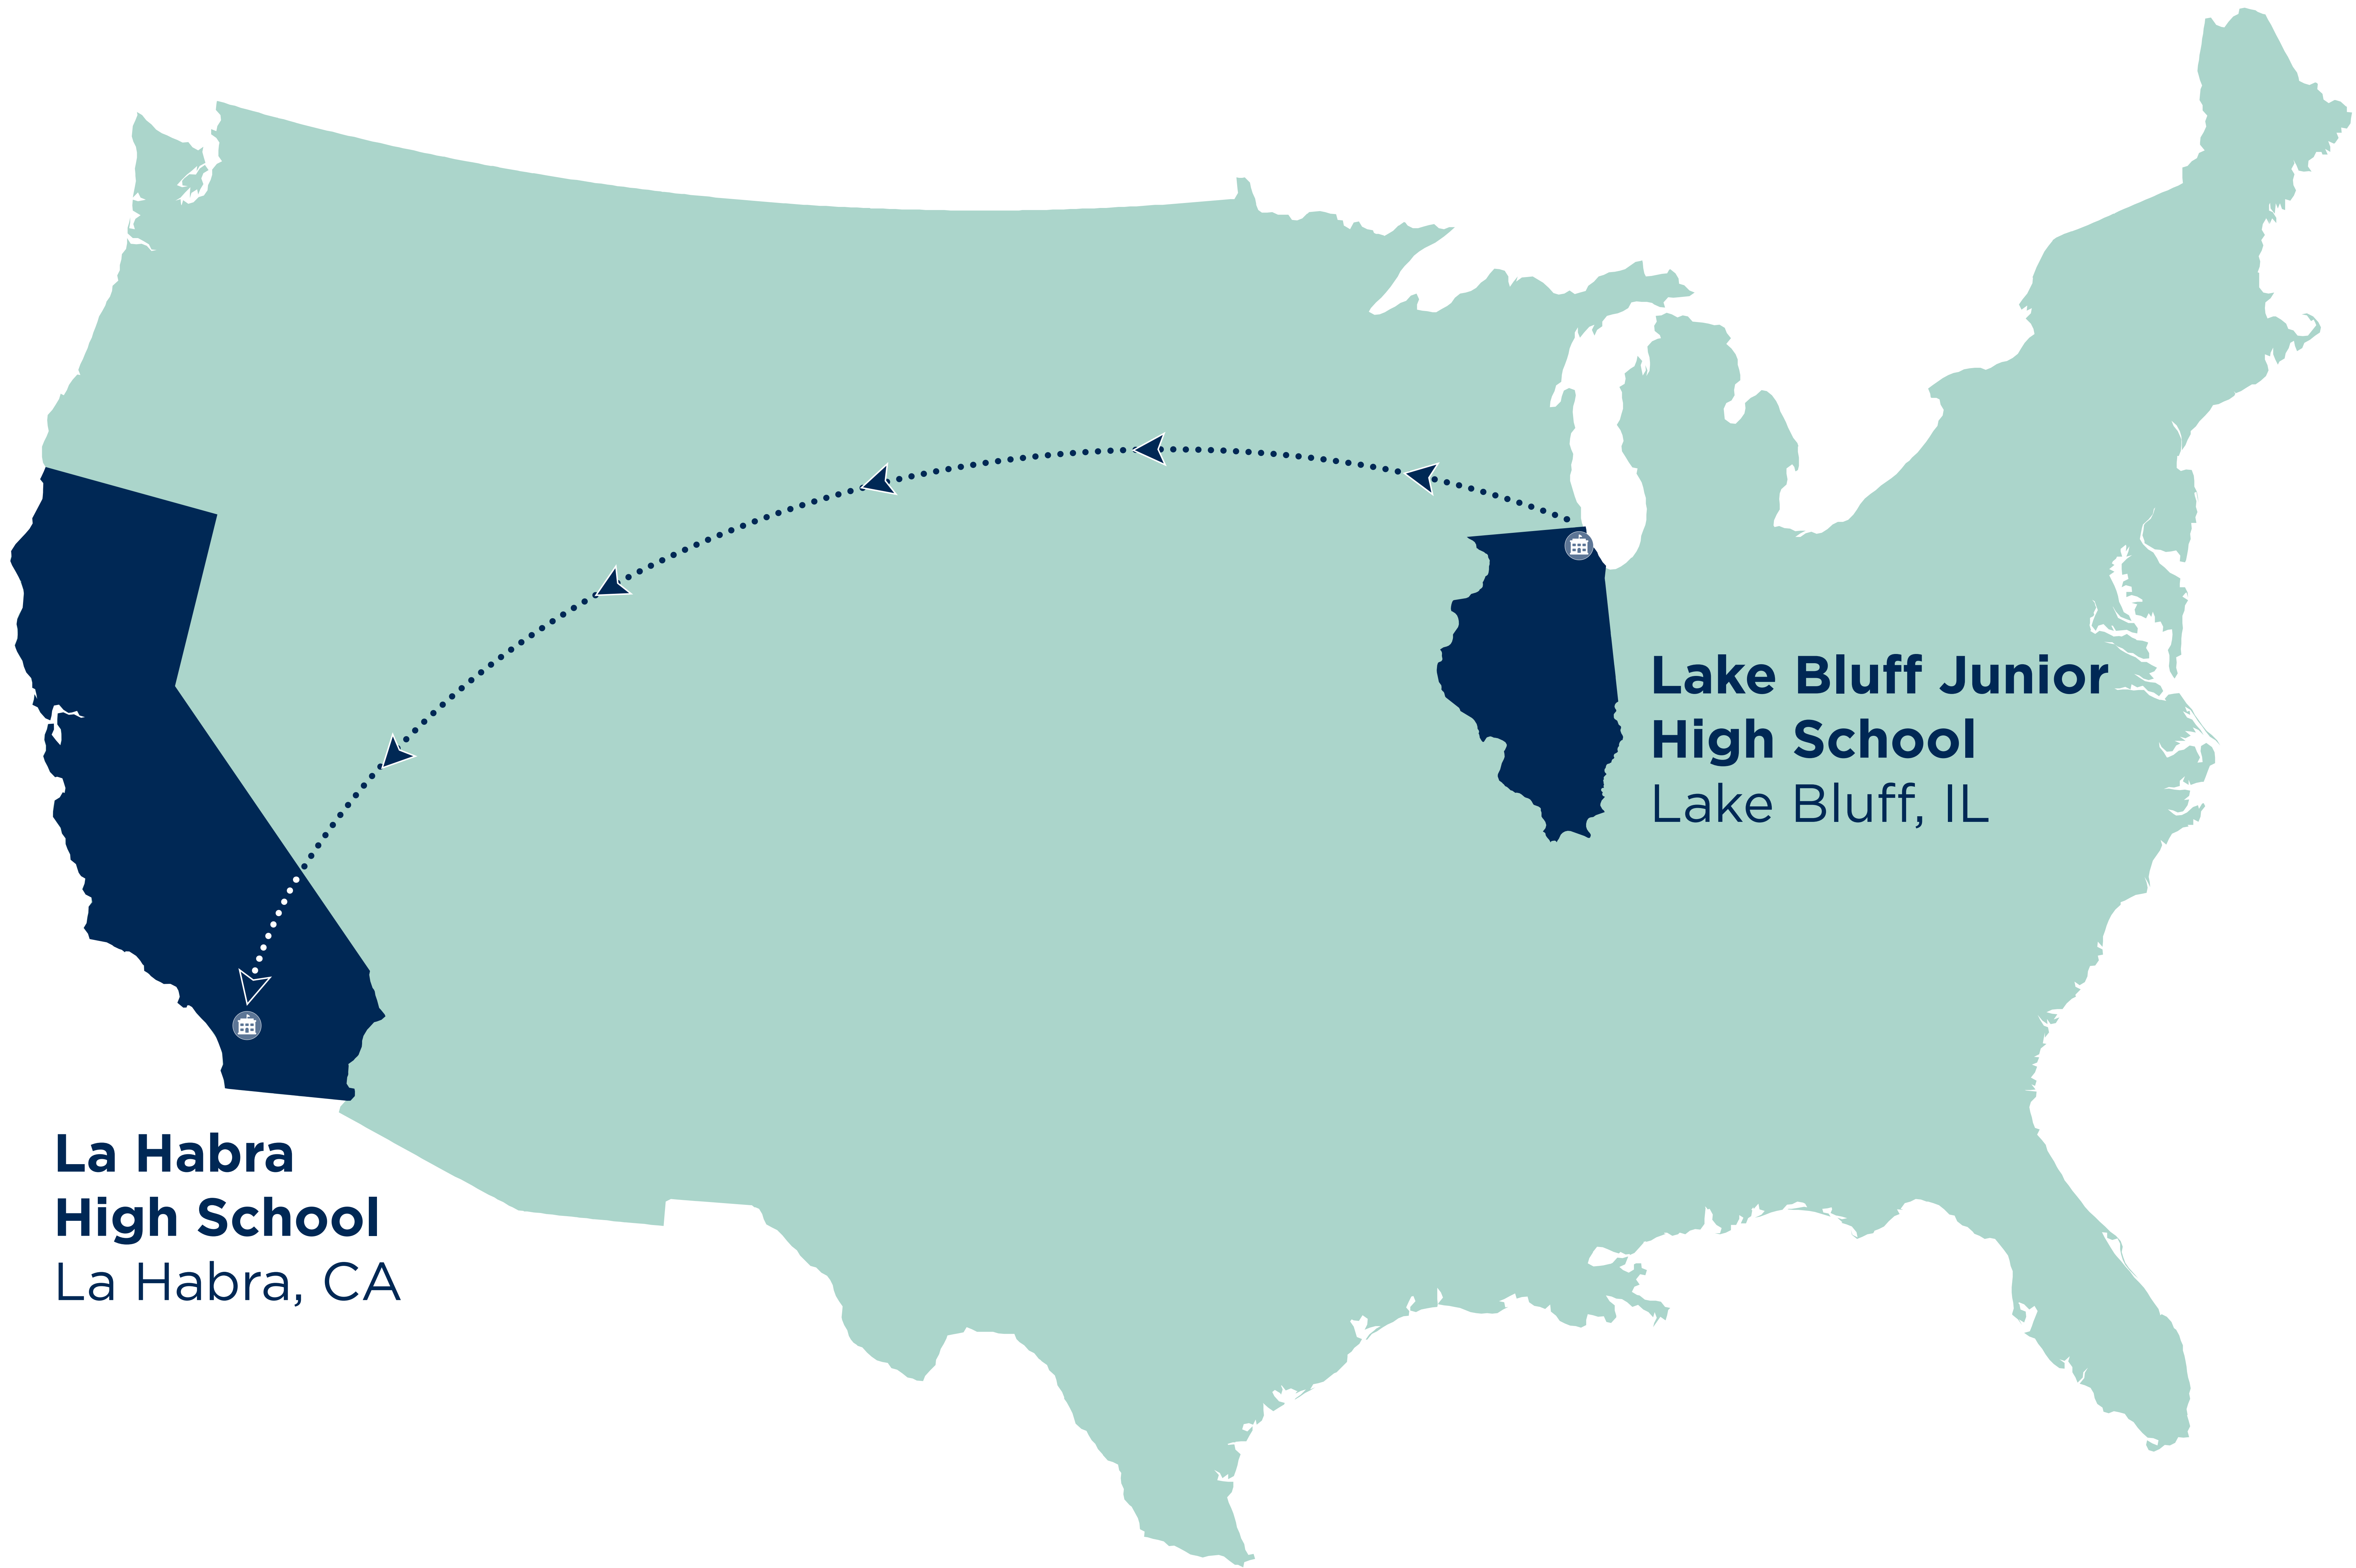 Lake Bluff Junior
High School
Lake Bluff, IL
La Habra
High School
La Habra, CA